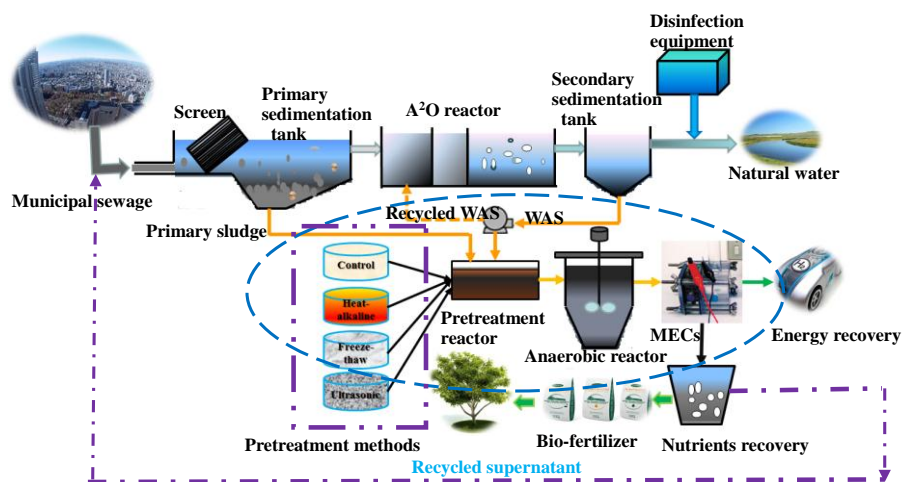 Disinfection
equipment
Secondary
sedimentation
tank
Primary
sedimentation
tank
A²O reactor
Screen
Natural water
Municipal sewage
Recycled WAS
WAS
Primary sludge
Control
Heat-
alkaline
Freeze-
thaw
Ultrasonic
Pretreatment
reactor
Anaerobic reactor
MECs
Energy recovery
Pretreatment methods
Bio-fertilizer
Nutrients recovery
Recycled supernatant